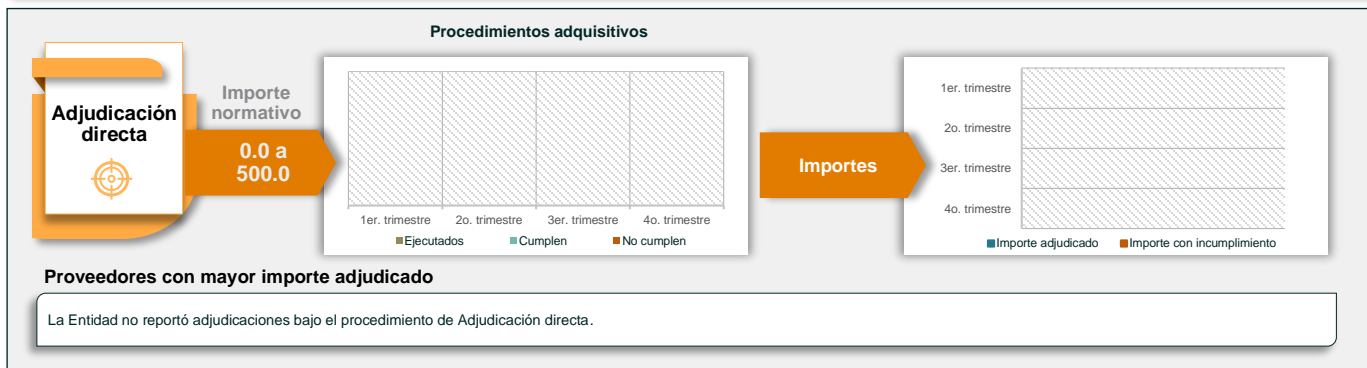 Procedimientos adquisitivos
Adjudicación
directa
Importe
normativo
0.0 a
500.0
1er. trimestre
2o. trimestre
3er. trimestre
4o. trimestre
Ejecutados
Cumplen
No cumplen
Importes
1er. trimestre
2o. trimestre
3er. trimestre
4o. trimestre
Importe adjudicado
Importe con incumplimiento
Proveedores con mayor importe adjudicado
La Entidad no reportó adjudicaciones bajo el procedimiento de Adjudicación directa.